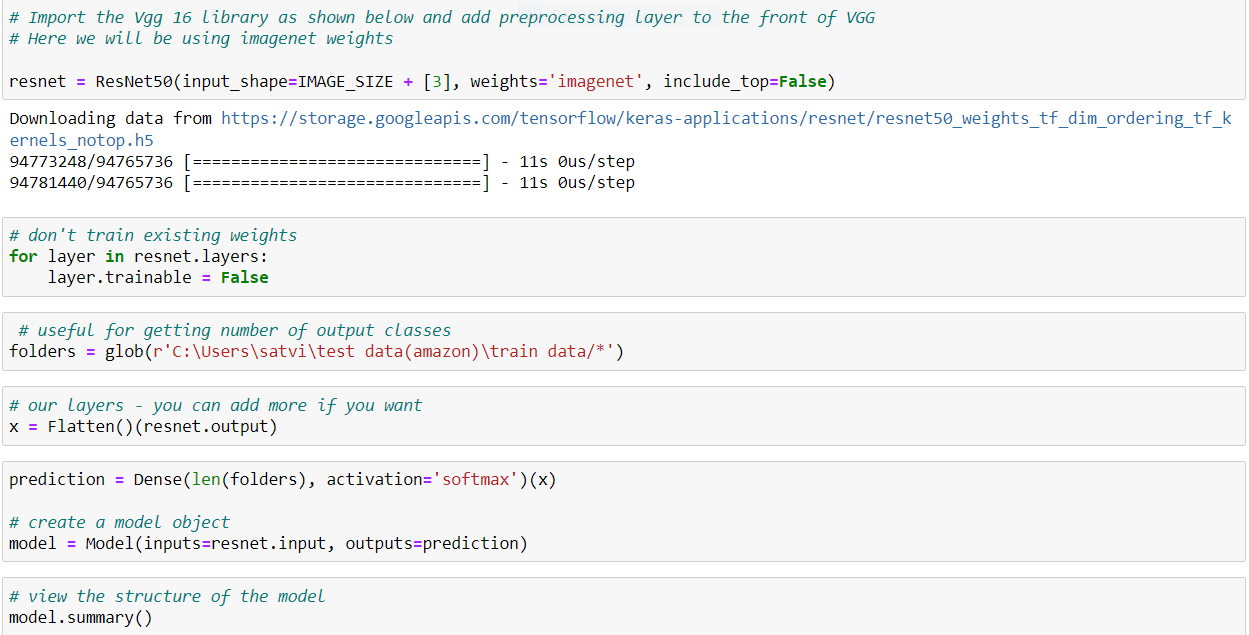 # Import the Vgg 16 library as shown below and add preprocessing layer to the front of VGG
# Here we will be using imagenet weights
resnet = ResNet50(input_shape=IMAGE_SIZE + [3], weights='imagenet', include_top=False)
Downloading data from https://storage.googleapis.com/tensorflow/keras-applications/resnet/resnet50_weights_tf_dim_ordering_tf_k
ernels_notop.h5
94773248/94765736 [==============================] - 11s 0us/step
94781440/94765736 [==============================] - 11s 0us/step
# don't train existing weights
for layer in resnet.layers:
    layer.trainable = False
 # useful for getting number of output classes
folders = glob(r'C:\Users\satvi\test data(amazon)\train data/*')
# our layers - you can add more if you want
x = Flatten()(resnet.output)
prediction = Dense(len(folders), activation='softmax')(x)
# create a model object
model = Model(inputs=resnet.input, outputs=prediction)
# view the structure of the model
model.summary()